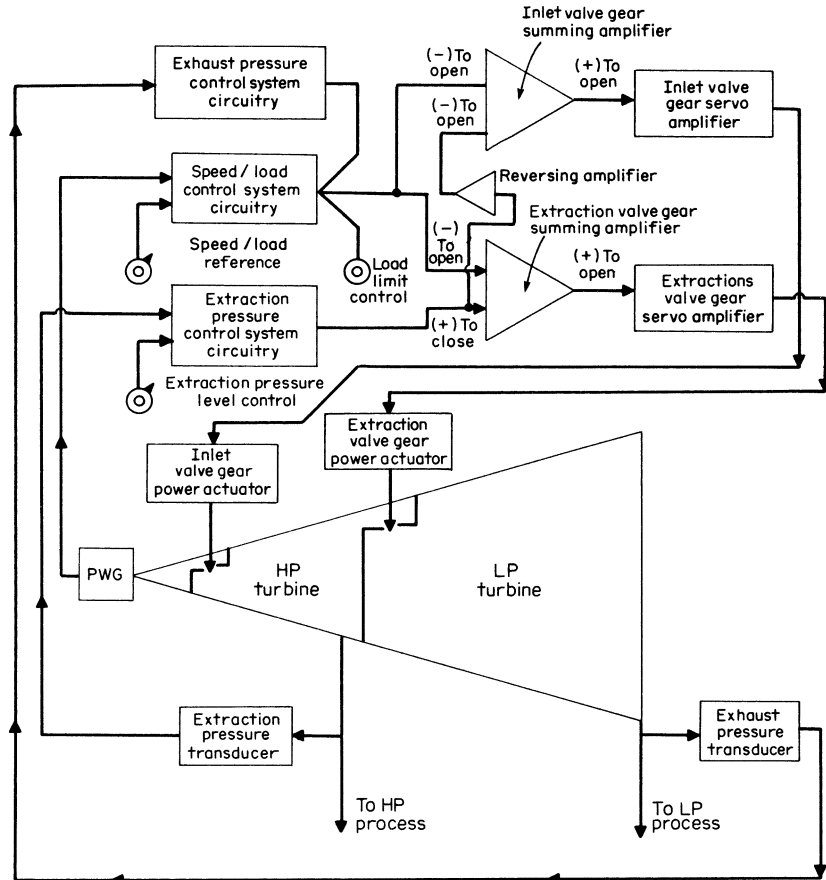 Inlet valve gear
summing amplifier
Exhaust pressure
control system
circuitry
(-)To
open
(+)To
open
Inlet valve
gear servo
amplifier
(-)To
open
Speed / load
control system
circuitry
Reversing amplifier
Extraction valve gear
summing amplifier
Speed / load
reference
Load
limit
control
(-)
To
open
(+)To
open
Extractions
valve gear
servo amplifier
Extraction
pressure
control system
circuitry
(+)To
close
Extraction pressure
level control
Extraction
valve gear
power actuator
Inlet
valve gear
power actuator
PWG
HP
turbine
LP
turbine
Extraction
pressure
transducer
Exhaust
pressure
transducer
To HP
process
To LP
process